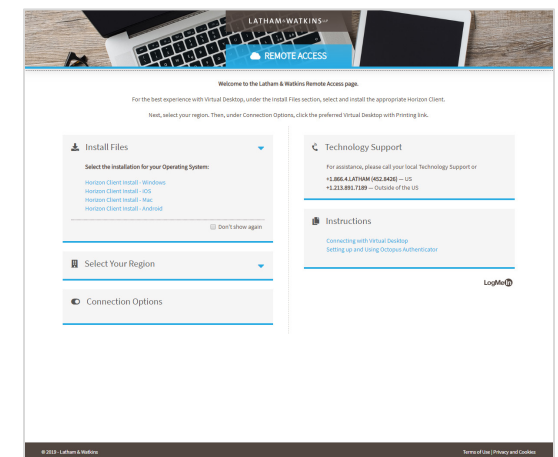 LATHAM&WATKINS LLP
REMOTE ACCESS
Welcome to the Latham & Watkins Remote Access page.
For the best experience with Virtual Desktop, under the Install Files section, select and install the appropriate Horizon Client.
Next, select your region. Then, under Connection Options, click the preferred Virtual Desktop with Printing link.
Install Files
Select the installation for your Operating System:
Horizon Client Install - Windows
Horizon Client Install - iOS
Horizon Client Install - Mac
Horizon Client Install - Android
Don't show again
Select Your Region
Connection Options
Technology Support
For assistance, please call your local Technology Support or
+1.866.4.LATHAM (452.8426) — US
+1.213.891.7189 — Outside of the US
Instructions
Connecting with Virtual Desktop
Setting up and Using Octopus Authenticator
LogMeIn
© 2019 - Latham & Watkins
Terms of Use | Privacy and Cookies